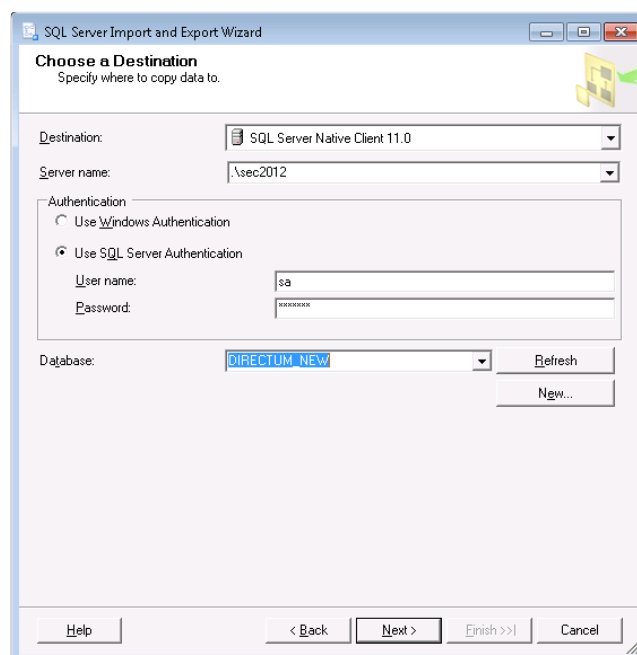 SQL Server Import and Export Wizard
Choose a Destination
Specify where to copy data to.
Destination:
SQL Server Native Client 11.0
Server name:
.\sec2012
Authentication
Use Windows Authentication
Use SQL Server Authentication
User name:
sa
Password:
×××××××
Database:
DIRECTUM_NEW
Refresh
New...
Help
< Back
Next >
Finish >>|
Cancel